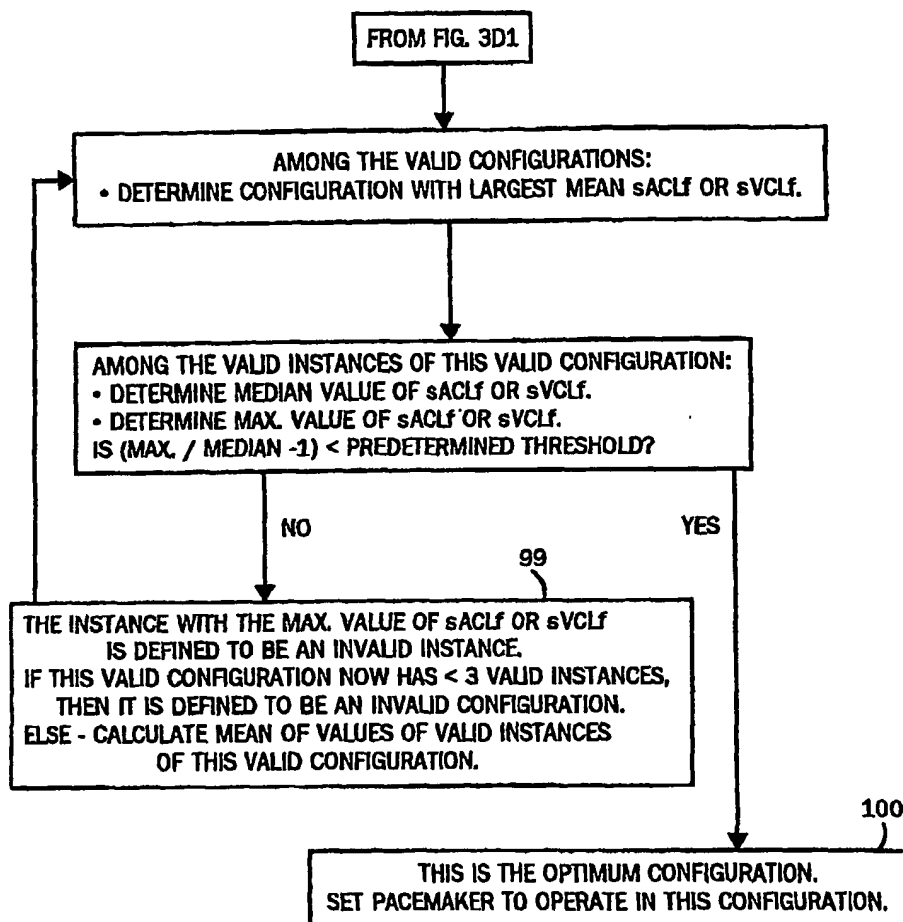 FROM FIG. 3D1
AMONG THE VALID CONFIGURATIONS:
• DETERMINE CONFIGURATION WITH LARGEST MEAN sACLf OR sVCLf.
AMONG THE VALID INSTANCES OF THIS VALID CONFIGURATION:
• DETERMINE MEDIAN VALUE OF sACLf OR sVCLf.
• DETERMINE MAX. VALUE OF sACLf OR sVCLf.
IS (MAX. / MEDIAN -1) < PREDETERMINED THRESHOLD?
NO
YES
99
THE INSTANCE WITH THE MAX. VALUE OF sACLf OR sVCLf
IS DEFINED TO BE AN INVALID INSTANCE.
IF THIS VALID CONFIGURATION NOW HAS < 3 VALID INSTANCES,
THEN IT IS DEFINED TO BE AN INVALID CONFIGURATION.
ELSE - CALCULATE MEAN OF VALUES OF VALID INSTANCES
OF THIS VALID CONFIGURATION.
100
THIS IS THE OPTIMUM CONFIGURATION.
SET PACEMAKER TO OPERATE IN THIS CONFIGURATION.